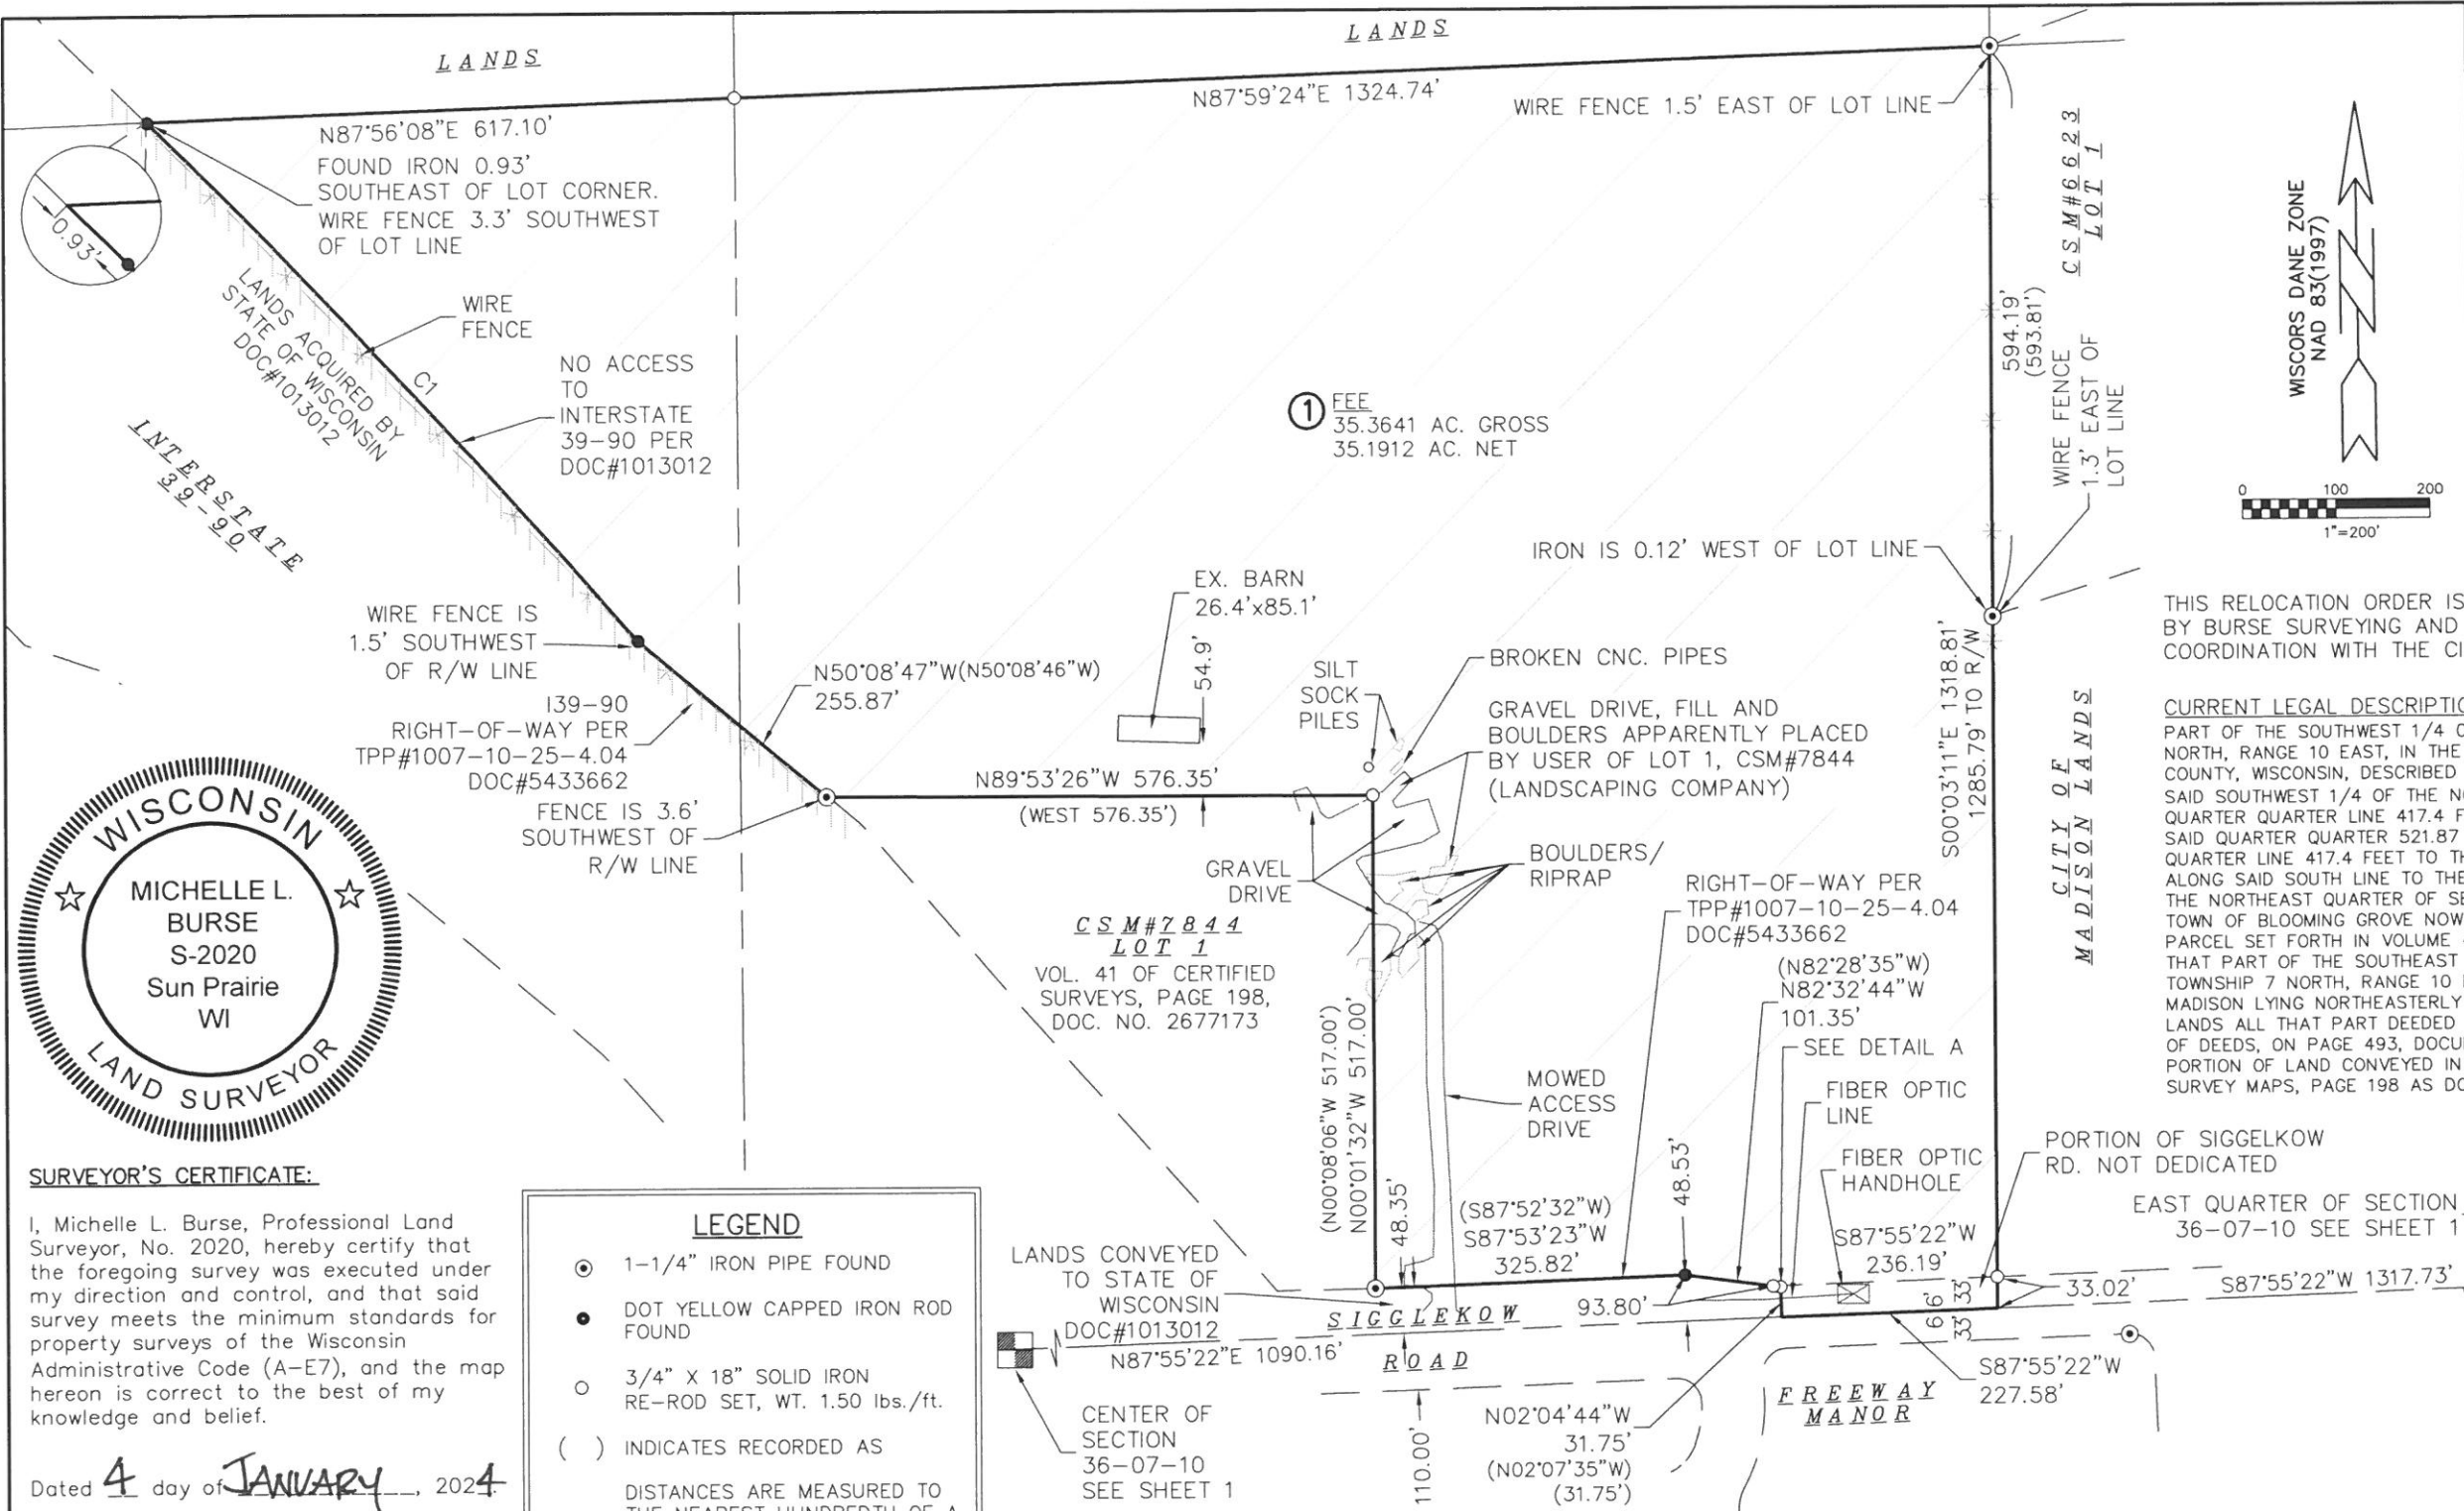 LANDS
LANDS
N87°56'08"E 617.10'
N87°59'24"E 1324.74'
WIRE FENCE 1.5' EAST OF LOT LINE
FOUND IRON 0.93'
SOUTHEAST OF LOT CORNER.
WIRE FENCE 3.3' SOUTHWEST
OF LOT LINE
0.93'
LANDS ACQUIRED BY
STATE OF WISCONSIN
DOC#1013012
WIRE
FENCE
C1
NO ACCESS
TO
INTERSTATE
39-90 PER
DOC#1013012
INTERSTATE
39-90
1
FEE
35.3641 AC. GROSS
35.1912 AC. NET
CSM#6623
LOT 1
594.19'
(593.81')
WIRE FENCE
1.3' EAST OF
LOT LINE
WISCORS DANE ZONE
NAD 83(1997)
N
0 100 200
1"=200'
IRON IS 0.12' WEST OF LOT LINE
EX. BARN
26.4'x85.1'
54.9'
WIRE FENCE IS
1.5' SOUTHWEST
OF R/W LINE
N50°08'47"W(N50°08'46"W)
255.87'
I39-90
RIGHT-OF-WAY PER
TPP#1007-10-25-4.04
DOC#5433662
FENCE IS 3.6'
SOUTHWEST OF
R/W LINE
N89°53'26"W 576.35'
(WEST 576.35')
SILT
SOCK
PILES
BROKEN CNC. PIPES
GRAVEL DRIVE, FILL AND
BOULDERS APPARENTLY PLACED
BY USER OF LOT 1, CSM#7844
(LANDSCAPING COMPANY)
GRAVEL
DRIVE
BOULDERS/
RIPRAP
S00°03'11"E 1318.81'
1285.79' TO R/W
CITY OF
MADISON LANDS
THIS RELOCATION ORDER IS
BY BURSE SURVEYING AND
COORDINATION WITH THE CI
CURRENT LEGAL DESCRIPTIO
PART OF THE SOUTHWEST 1/4 O
NORTH, RANGE 10 EAST, IN THE
COUNTY, WISCONSIN, DESCRIBED
SAID SOUTHWEST 1/4 OF THE N
QUARTER QUARTER LINE 417.4 F
SAID QUARTER QUARTER 521.87
QUARTER LINE 417.4 FEET TO TH
ALONG SAID SOUTH LINE TO THE
THE NORTHEAST QUARTER OF SE
TOWN OF BLOOMING GROVE NOW
PARCEL SET FORTH IN VOLUME
THAT PART OF THE SOUTHEAST
TOWNSHIP 7 NORTH, RANGE 10
MADISON LYING NORTHEASTERLY
LANDS ALL THAT PART DEEDED
OF DEEDS, ON PAGE 493, DOCU
PORTION OF LAND CONVEYED IN
SURVEY MAPS, PAGE 198 AS DO
CSM#7844
LOT 1
VOL. 41 OF CERTIFIED
SURVEYS, PAGE 198,
DOC. NO. 2677173
(N00°08'06"W 517.00')
N00°01'32"W 517.00'
RIGHT-OF-WAY PER
TPP#1007-10-25-4.04
DOC#5433662
(N82°28'35"W)
N82°32'44"W
101.35'
SEE DETAIL A
FIBER OPTIC
LINE
MOWED
ACCESS
DRIVE
FIBER OPTIC
HANDHOLE
PORTION OF SIGGELKOW
RD. NOT DEDICATED
EAST QUARTER OF SECTION
36-07-10 SEE SHEET 1
48.35'
(S87°52'32"W)
S87°53'23"W
325.82'
48.53'
S87°55'22"W
236.19'
93.80'
66'
33'
33'
33.02'
S87°55'22"W 1317.73'
LANDS CONVEYED
TO STATE OF
WISCONSIN
DOC#1013012
SIGGLEKOW
ROAD
N87°55'22"E 1090.16'
CENTER OF
SECTION
36-07-10
SEE SHEET 1
110.00'
N02°04'44"W
31.75'
(N02°07'35"W)
(31.75')
FREEWAY
MANOR
S87°55'22"W
227.58'
WISCONSIN
MICHELLE L.
BURSE
S-2020
Sun Prairie
WI
LAND SURVEYOR
SURVEYOR'S CERTIFICATE:
I, Michelle L. Burse, Professional Land
Surveyor, No. 2020, hereby certify that
the foregoing survey was executed under
my direction and control, and that said
survey meets the minimum standards for
property surveys of the Wisconsin
Administrative Code (A-E7), and the map
hereon is correct to the best of my
knowledge and belief.
Dated 4 day of JANUARY, 2024.
LEGEND
1-1/4" IRON PIPE FOUND
DOT YELLOW CAPPED IRON ROD
FOUND
3/4" X 18" SOLID IRON
RE-ROD SET, WT. 1.50 lbs./ft.
( ) INDICATES RECORDED AS
DISTANCES ARE MEASURED TO
THE NEAREST HUNDREDTH OF A